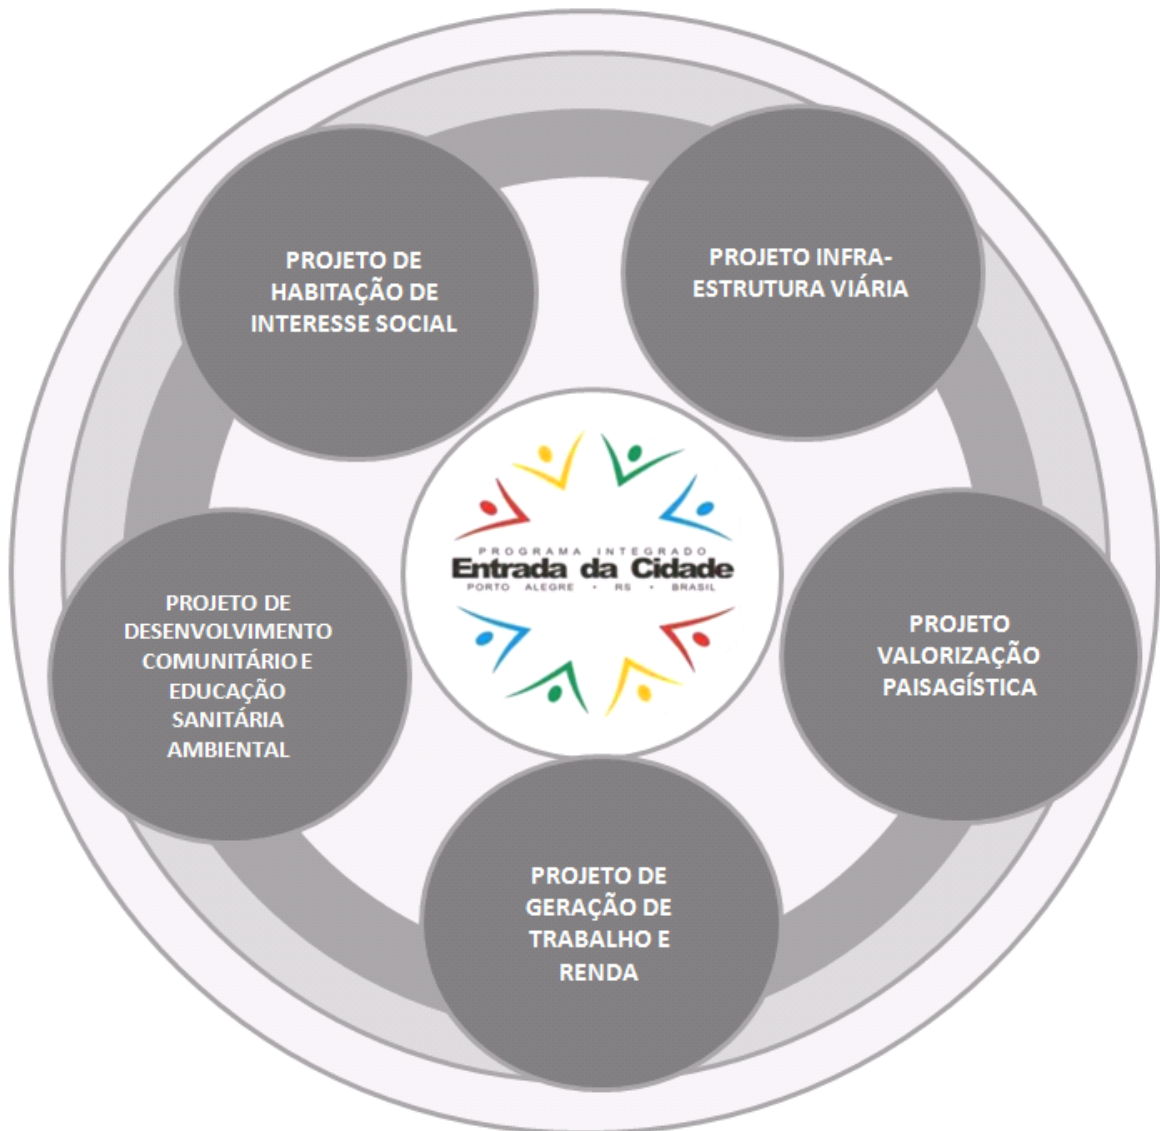 PROJETO DE
HABITAÇÃO DE
INTERESSE SOCIAL
PROJETO INFRA-
ESTRUTURA VIÁRIA
PROGRAMA INTEGRADO
Entrada da Cidade
PORTO ALEGRE • RS • BRASIL
PROJETO DE
DESENVOLVIMENTO
COMUNITÁRIO E
EDUCAÇÃO
SANITÁRIA
AMBIENTAL
PROJETO
VALORIZAÇÃO
PAISAGÍSTICA
PROJETO DE
GERAÇÃO DE
TRABALHO E
RENDA